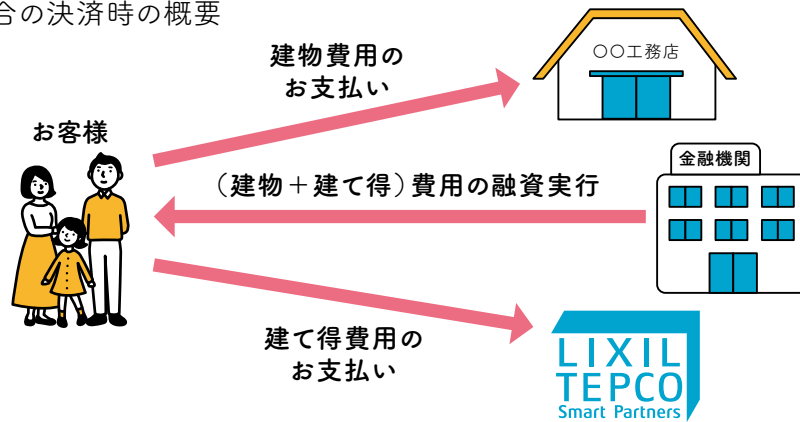 合の決済時の概要
建物費用の
お支払い
〇〇工務店
お客様
金融機関
（建物＋建て得）費用の融資実行
建て得費用の
お支払い
LIXIL
TEPCO
Smart Partners